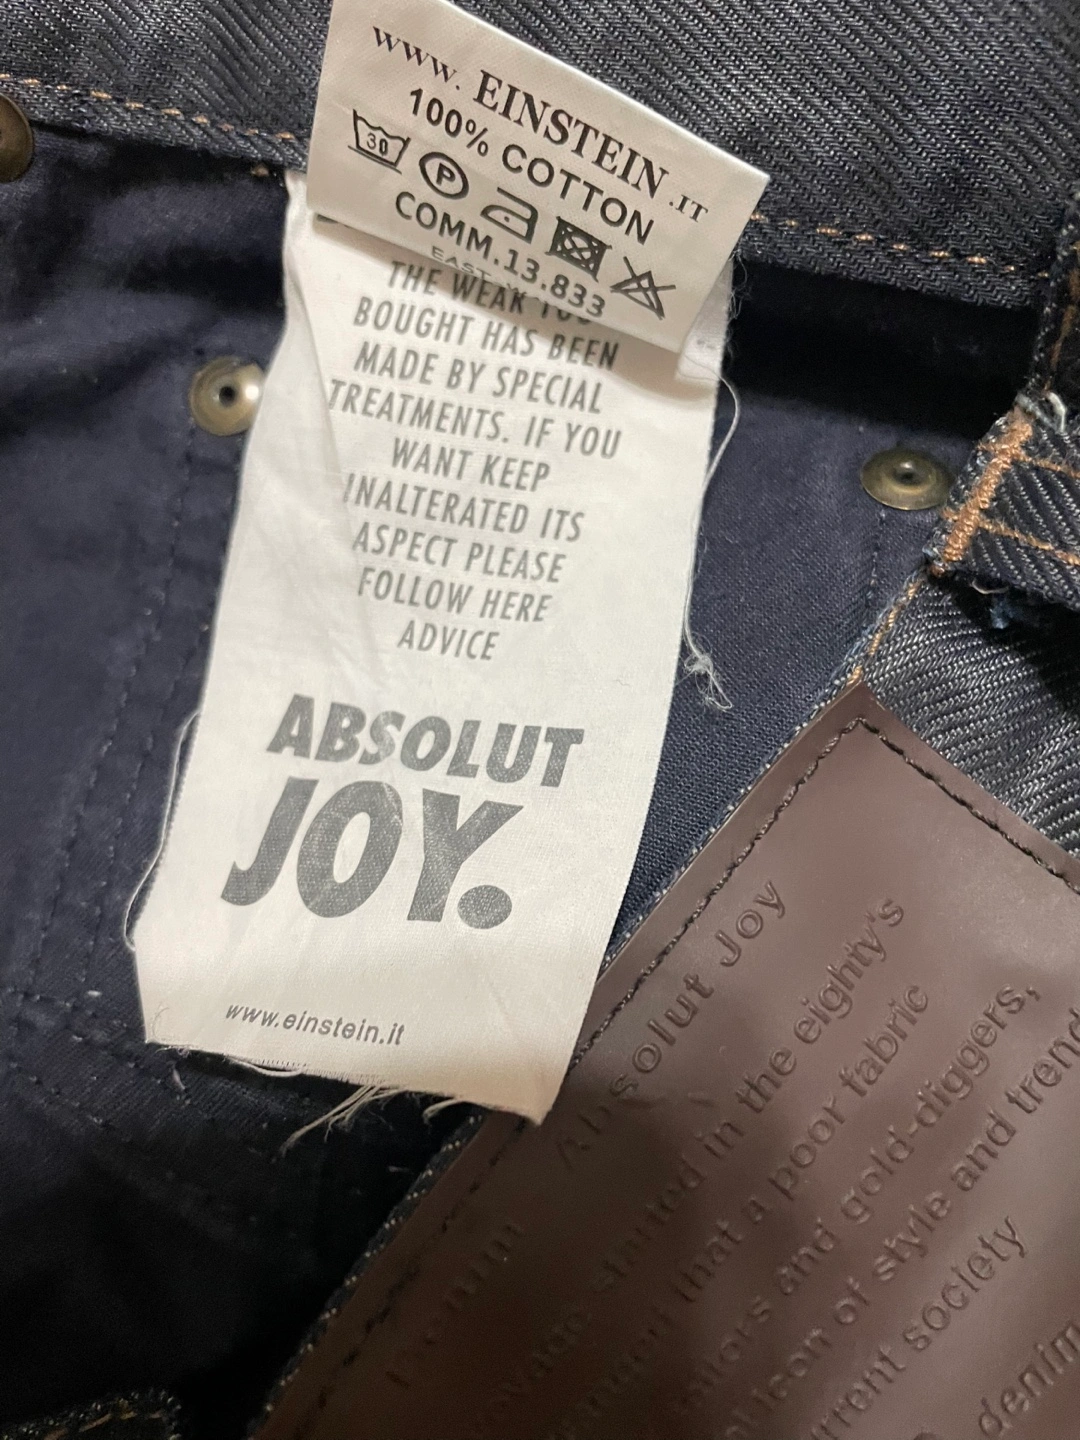 www. EINSTEIN .IT
100% COTTON
30 P
COMM.13.833
THE WEAR YOU
BOUGHT HAS BEEN
MADE BY SPECIAL
TREATMENTS. IF YOU
WANT KEEP
INALTERATED ITS
ASPECT PLEASE
FOLLOW HERE
ADVICE
ABSOLUT
JOY.
www.einstein.it
Absolut Joy
started in the eighty's
that a poor fabric
and gold-diggers,
icon of style and trend
society
denim